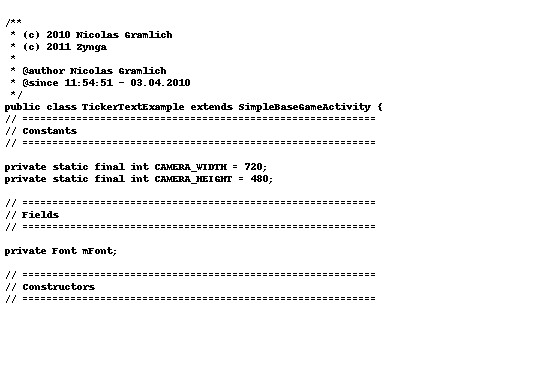 /**
 * (c) 2010 Nicolas Gramlich
 * (c) 2011 Zynga
 *
 * @author Nicolas Gramlich
 * @since 11:54:51 - 03.04.2010
 */
public class TickerTextExample extends SimpleBaseGameActivity {
// ===========================================================
// Constants
// ===========================================================
private static final int CAMERA_WIDTH = 720;
private static final int CAMERA_HEIGHT = 480;
// ===========================================================
// Fields
// ===========================================================
private Font mFont;
// ===========================================================
// Constructors
// ===========================================================